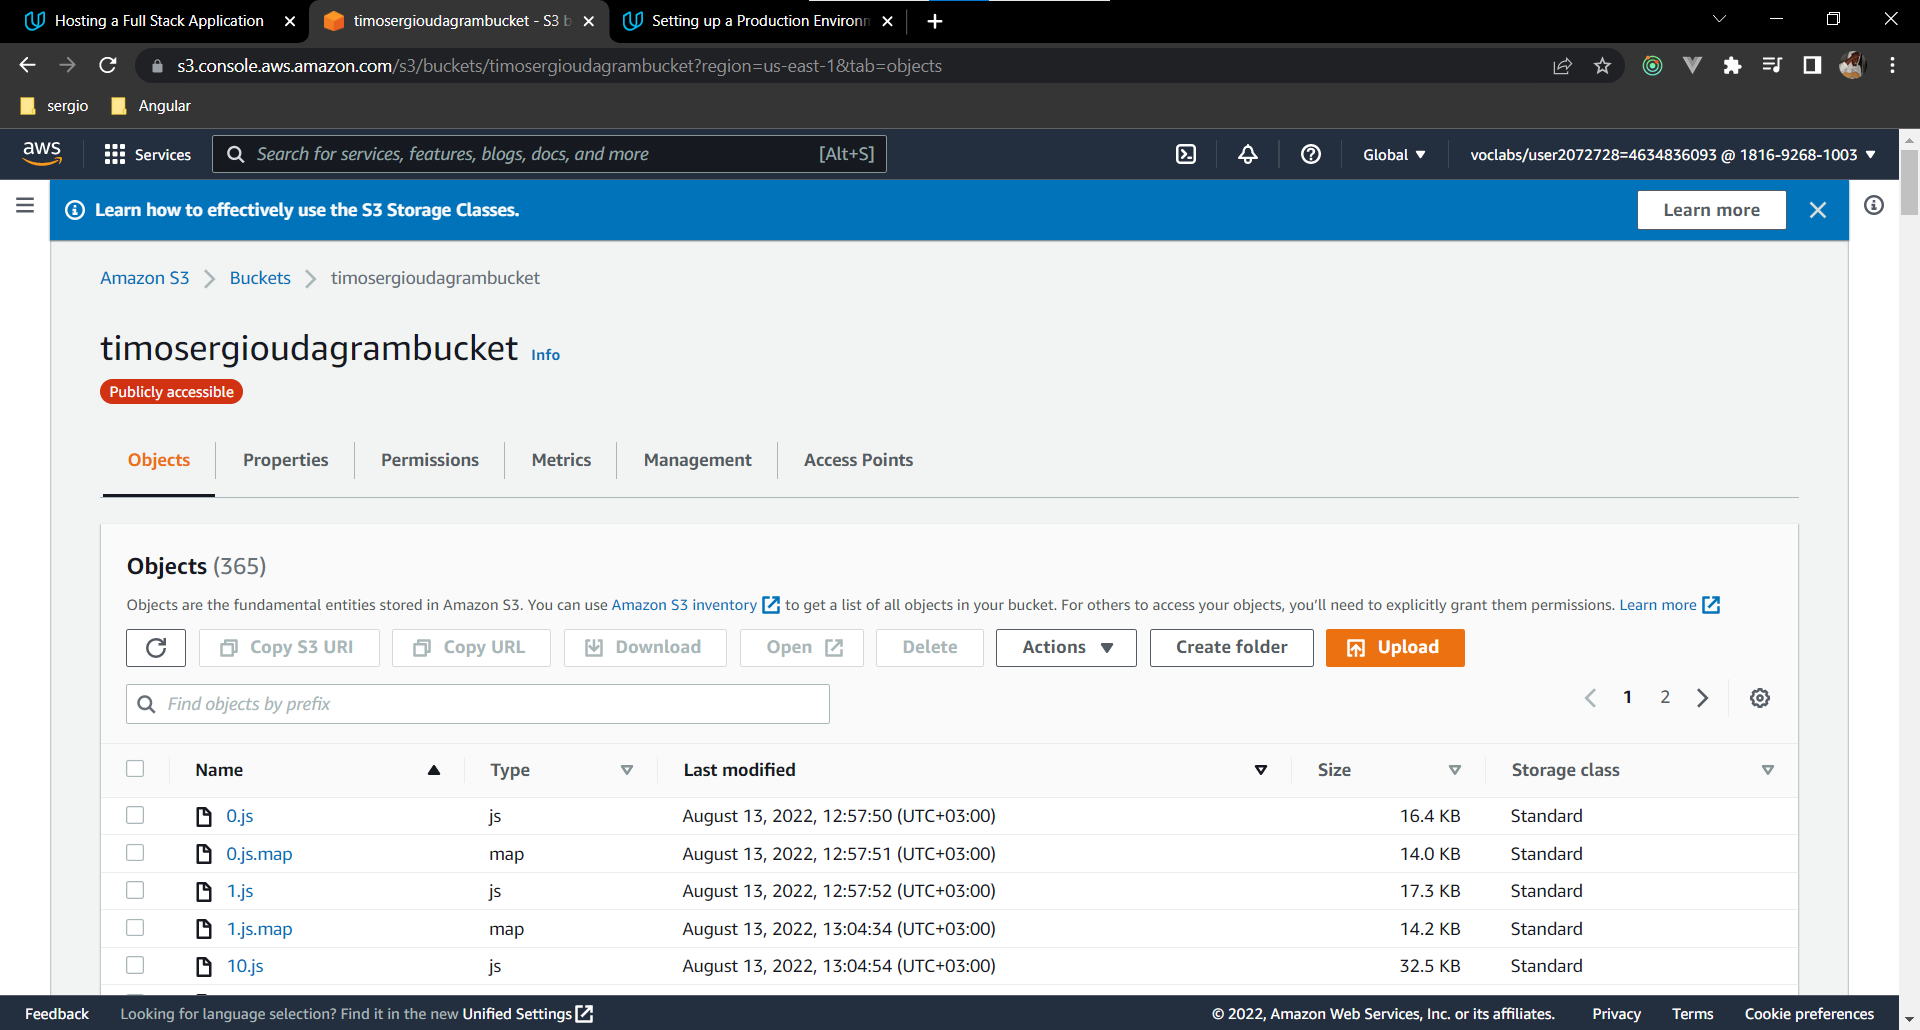 Hosting a Full Stack Application
timosergioudagrambucket - S3 b
Setting up a Production Environm
s3.console.aws.amazon.com/s3/buckets/timosergioudagrambucket?region=us-east-1&tab=objects
sergio Angular
aws Services Search for services, features, blogs, docs, and more [Alt+S] Global voclabs/user2072728=4634836093 @ 1816-9268-1003
Learn how to effectively use the S3 Storage Classes. Learn more
Amazon S3 Buckets timosergioudagrambucket
timosergioudagrambucket Info
Publicly accessible
Objects Properties Permissions Metrics Management Access Points
Objects (365)
Objects are the fundamental entities stored in Amazon S3. You can use Amazon S3 inventory to get a list of all objects in your bucket. For others to access your objects, you'll need to explicitly grant them permissions. Learn more
Copy S3 URI Copy URL Download Open Delete Actions Create folder Upload
Find objects by prefix 1 2
Name Type Last modified Size Storage class
0.js js August 13, 2022, 12:57:50 (UTC+03:00) 16.4 KB Standard
0.js.map map August 13, 2022, 12:57:51 (UTC+03:00) 14.0 KB Standard
1.js js August 13, 2022, 12:57:52 (UTC+03:00) 17.3 KB Standard
1.js.map map August 13, 2022, 13:04:34 (UTC+03:00) 14.2 KB Standard
10.js js August 13, 2022, 13:04:54 (UTC+03:00) 32.5 KB Standard
Feedback Looking for language selection? Find it in the new Unified Settings © 2022, Amazon Web Services, Inc. or its affiliates. Privacy Terms Cookie preferences